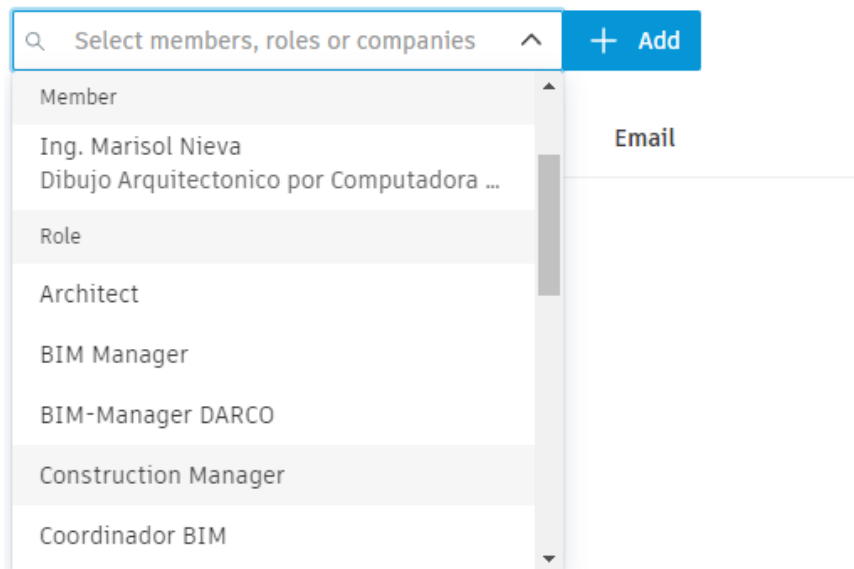 Select members, roles or companies
+ Add
Member
Email
Ing. Marisol Nieva
Dibujo Arquitectonico por Computadora ...
Role
Architect
BIM Manager
BIM-Manager DARCO
Construction Manager
Coordinador BIM